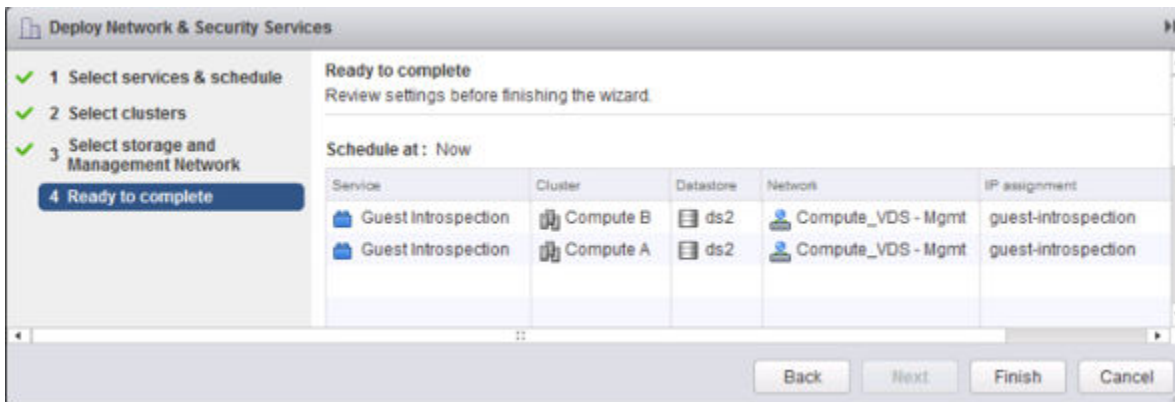 Deploy Network & Security Services
1 Select services & schedule
2 Select clusters
3 Select storage and
Management Network
4 Ready to complete
Ready to complete
Review settings before finishing the wizard.
Schedule at : Now
Service Cluster Datastore Network IP assignment
Guest Introspection Compute B ds2 Compute_VDS - Mgmt guest-introspection
Guest Introspection Compute A ds2 Compute_VDS - Mgmt guest-introspection
Back Next Finish Cancel